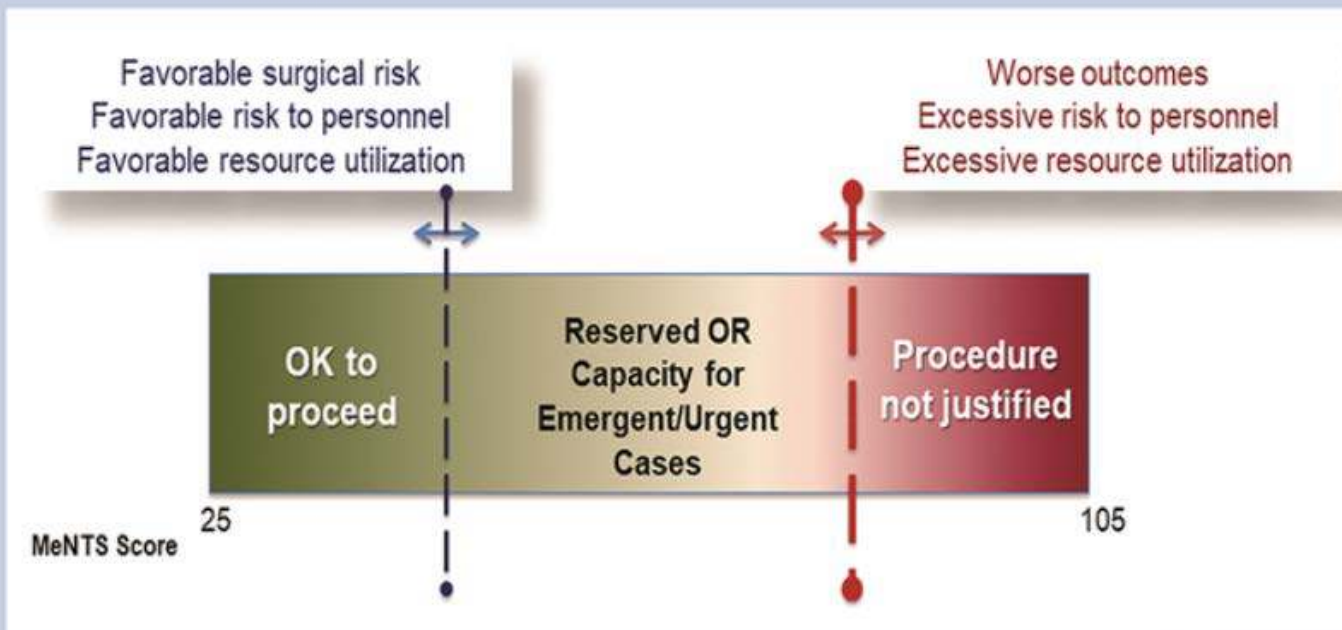 Favorable surgical risk
Favorable risk to personnel
Favorable resource utilization
Worse outcomes
Excessive risk to personnel
Excessive resource utilization
OK to
proceed
Reserved OR
Capacity for
Emergent/Urgent
Cases
Procedure
not justified
25
105
MeNTS Score